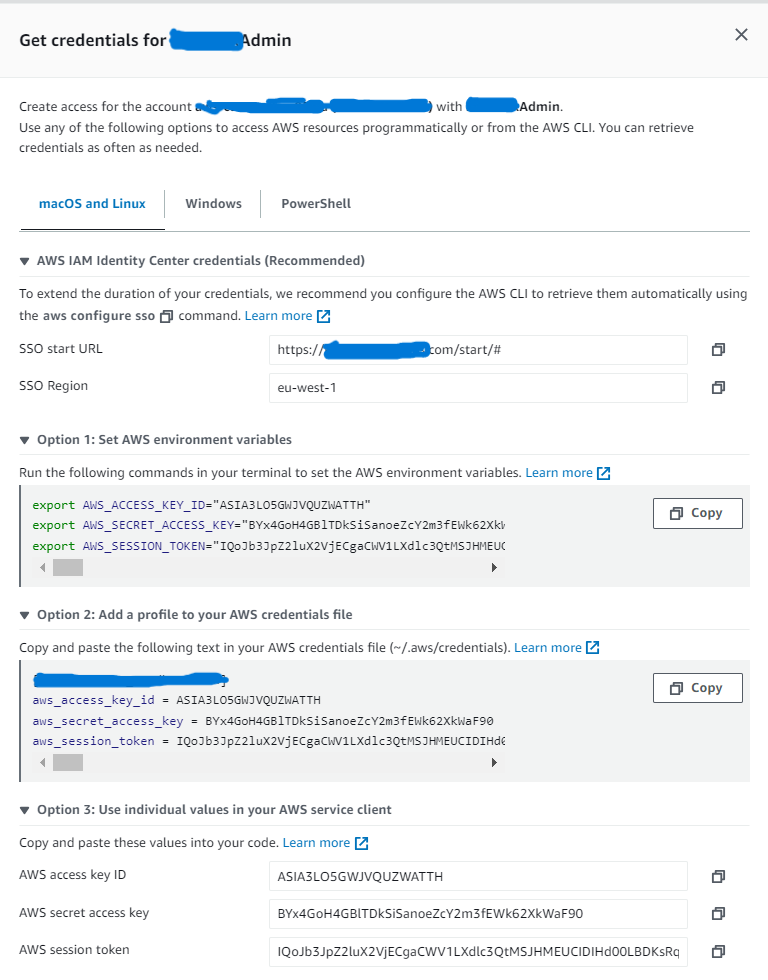 Get credentials for Admin
Create access for the account ) with Admin.
Use any of the following options to access AWS resources programmatically or from the AWS CLI. You can retrieve
credentials as often as needed.
macOS and Linux Windows PowerShell
AWS IAM Identity Center credentials (Recommended)
To extend the duration of your credentials, we recommend you configure the AWS CLI to retrieve them automatically using
the aws configure sso command. Learn more
SSO start URL https:// com/start/#
SSO Region eu-west-1
Option 1: Set AWS environment variables
Run the following commands in your terminal to set the AWS environment variables. Learn more
export AWS_ACCESS_KEY_ID="ASIA3LO5GWJVQUZWATTH"
Copy
export AWS_SECRET_ACCESS_KEY="BYx4GoH4GBlTDkSiSanoeZcY2m3fEWk62XkW
export AWS_SESSION_TOKEN="IQoJb3JpZ2luX2VjECgaCWV1LXdlc3QtMSJHMEUC
Option 2: Add a profile to your AWS credentials file
Copy and paste the following text in your AWS credentials file (~/.aws/credentials). Learn more
]
Copy
aws_access_key_id = ASIA3LO5GWJVQUZWATTH
aws_secret_access_key = BYx4GoH4GBlTDkSiSanoeZcY2m3fEWk62XkWaF90
aws_session_token = IQoJb3JpZ2luX2VjECgaCWV1LXdlc3QtMSJHMEUCIDIHd0
Option 3: Use individual values in your AWS service client
Copy and paste these values into your code. Learn more
AWS access key ID ASIA3LO5GWJVQUZWATTH
AWS secret access key BYx4GoH4GBlTDkSiSanoeZcY2m3fEWk62XkWaF90
AWS session token IQoJb3JpZ2luX2VjECgaCWV1LXdlc3QtMSJHMEUCIDIHd00LBDKsRq